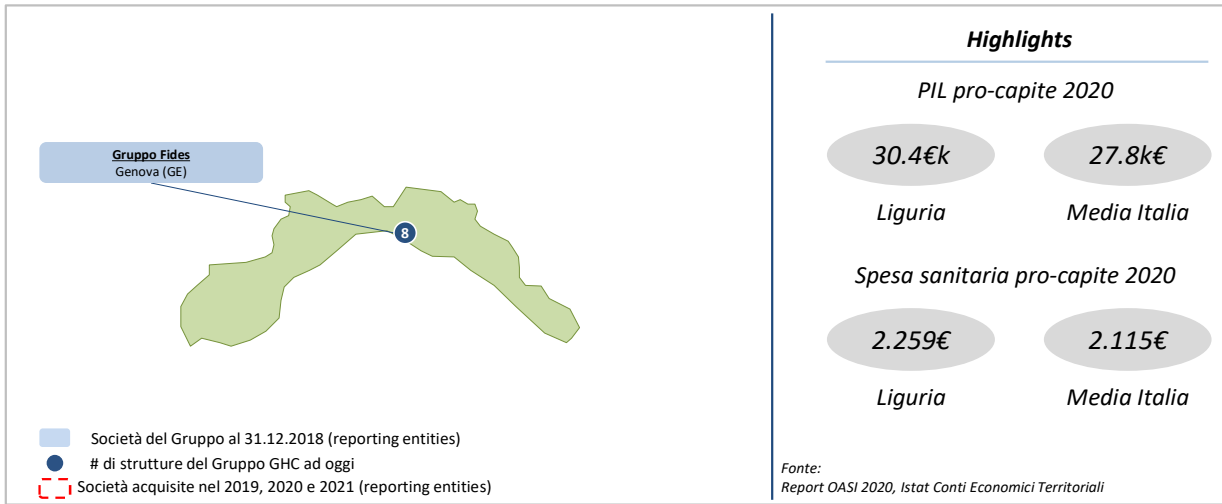 Gruppo Fides
Genova (GE)
8
Società del Gruppo al 31.12.2018 (reporting entities)
# di strutture del Gruppo GHC ad oggi
Società acquisite nel 2019, 2020 e 2021 (reporting entities)
Highlights
PIL pro-capite 2020
30.4€k 27.8k€
Liguria Media Italia
Spesa sanitaria pro-capite 2020
2.259€ 2.115€
Liguria Media Italia
Fonte:
Report OASI 2020, Istat Conti Economici Territoriali